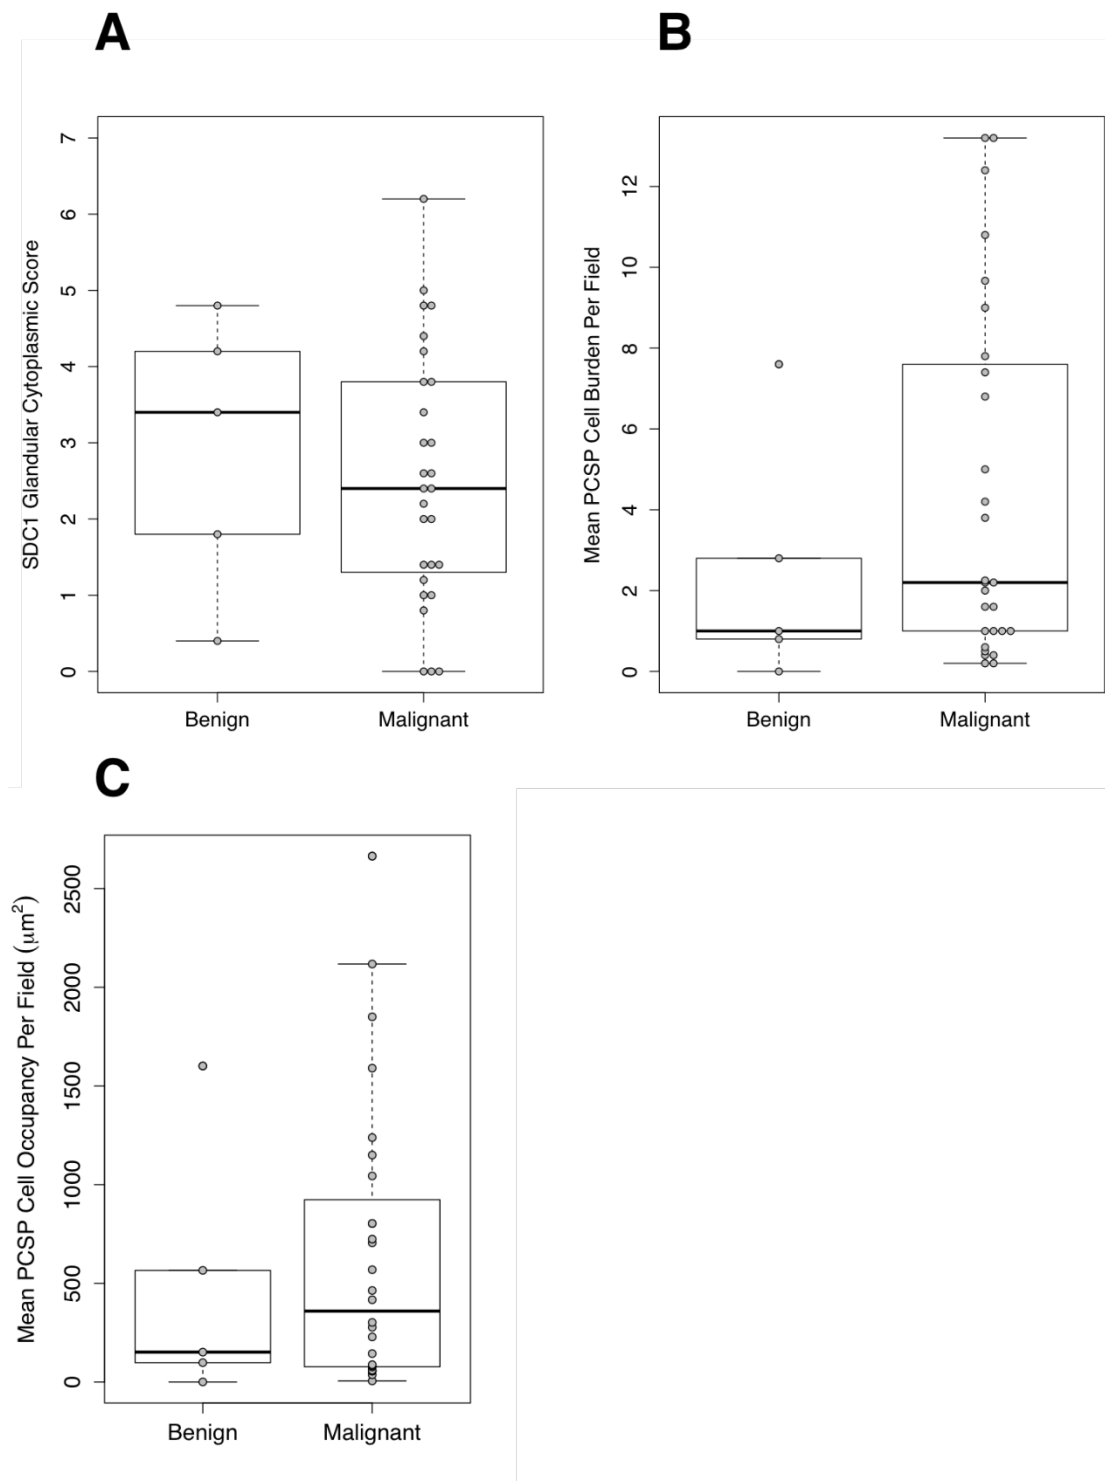 A
B
7
6
5
4
3
2
1
0
SDC1 Glandular Cytoplasmic Score
Benign
Malignant
12
10
8
6
4
2
0
Mean PCSP Cell Burden Per Field
Benign
Malignant
C
2500
2000
1500
1000
500
0
Mean PCSP Cell Occupancy Per Field (μm²)
Benign
Malignant